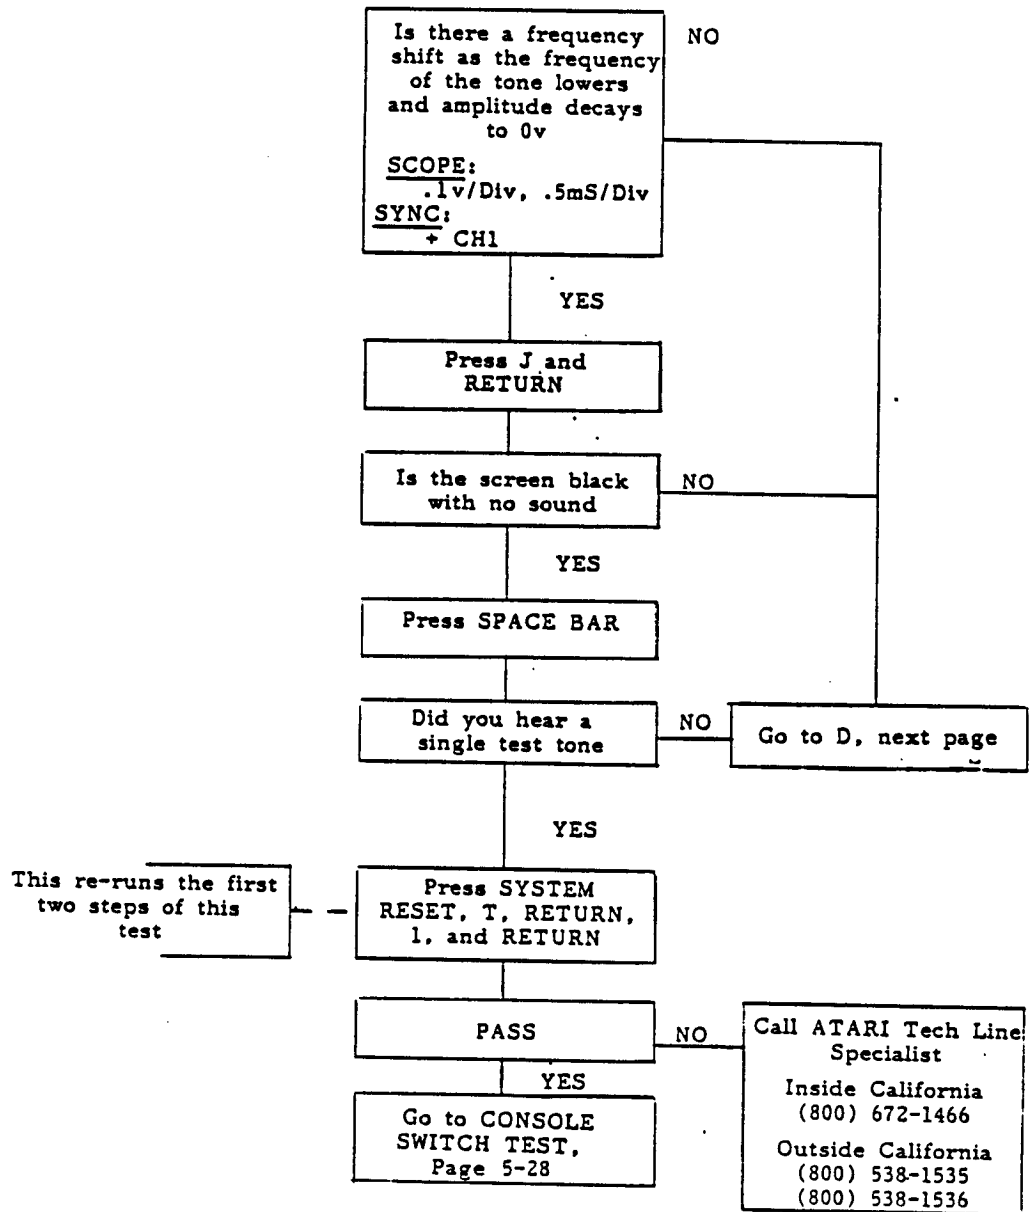 Is there a frequency
shift as the frequency
of the tone lowers
and amplitude decays
to 0v
SCOPE:
.1v/Div, .5mS/Div
SYNC:
+ CH1
NO
YES
Press J and
RETURN
Is the screen black
with no sound
NO
YES
Press SPACE BAR
Did you hear a
single test tone
NO
Go to D, next page
YES
This re-runs the first
two steps of this
test
Press SYSTEM
RESET, T, RETURN,
1, and RETURN
PASS
NO
Call ATARI Tech Line
Specialist
Inside California
(800) 672-1466
Outside California
(800) 538-1535
(800) 538-1536
YES
Go to CONSOLE
SWITCH TEST,
Page 5-28